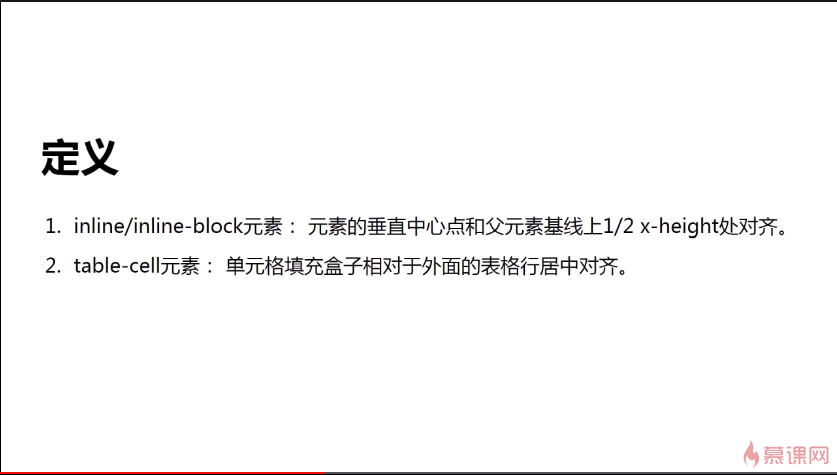 定义
1. inline/inline-block元素： 元素的垂直中心点和父元素基线上1/2 x-height处对齐。
2. table-cell元素： 单元格填充盒子相对于外面的表格行居中对齐。
慕课网